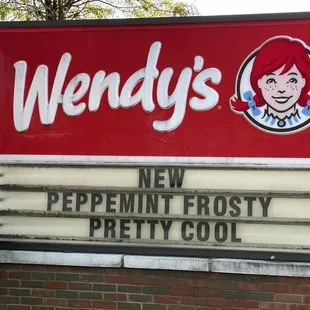 Wendy's
NEW
PEPPEMINT FROSTY
PRETTY COOL